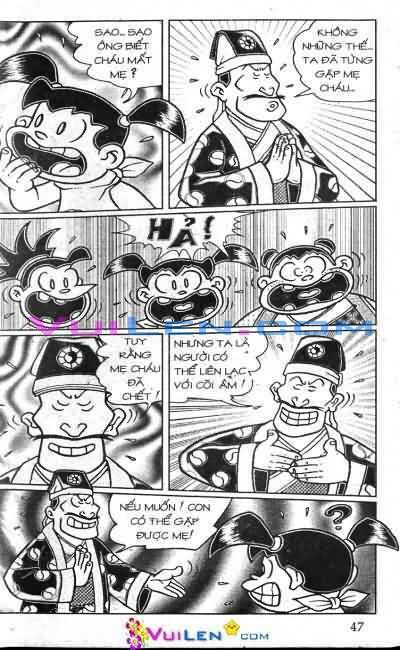 SAO... SAO
ÔNG BIẾT
CHÁU MẤT
MẸ ?
KHÔNG
NHỮNG THẾ...
TA ĐÃ TỪNG
GẶP MẸ
CHÁU...
HẢ!
VUILEN.COM
TUY
RẰNG
MẸ CHÁU
ĐÃ
CHẾT !
NHƯNG TA LÀ
NGƯỜI CÓ
THỂ LIÊN LẠC
VỚI CÕI ÂM !
NẾU MUỐN ! CON
CÓ THỂ GẶP
ĐƯỢC MẸ!
?
47
VUILEN.COM